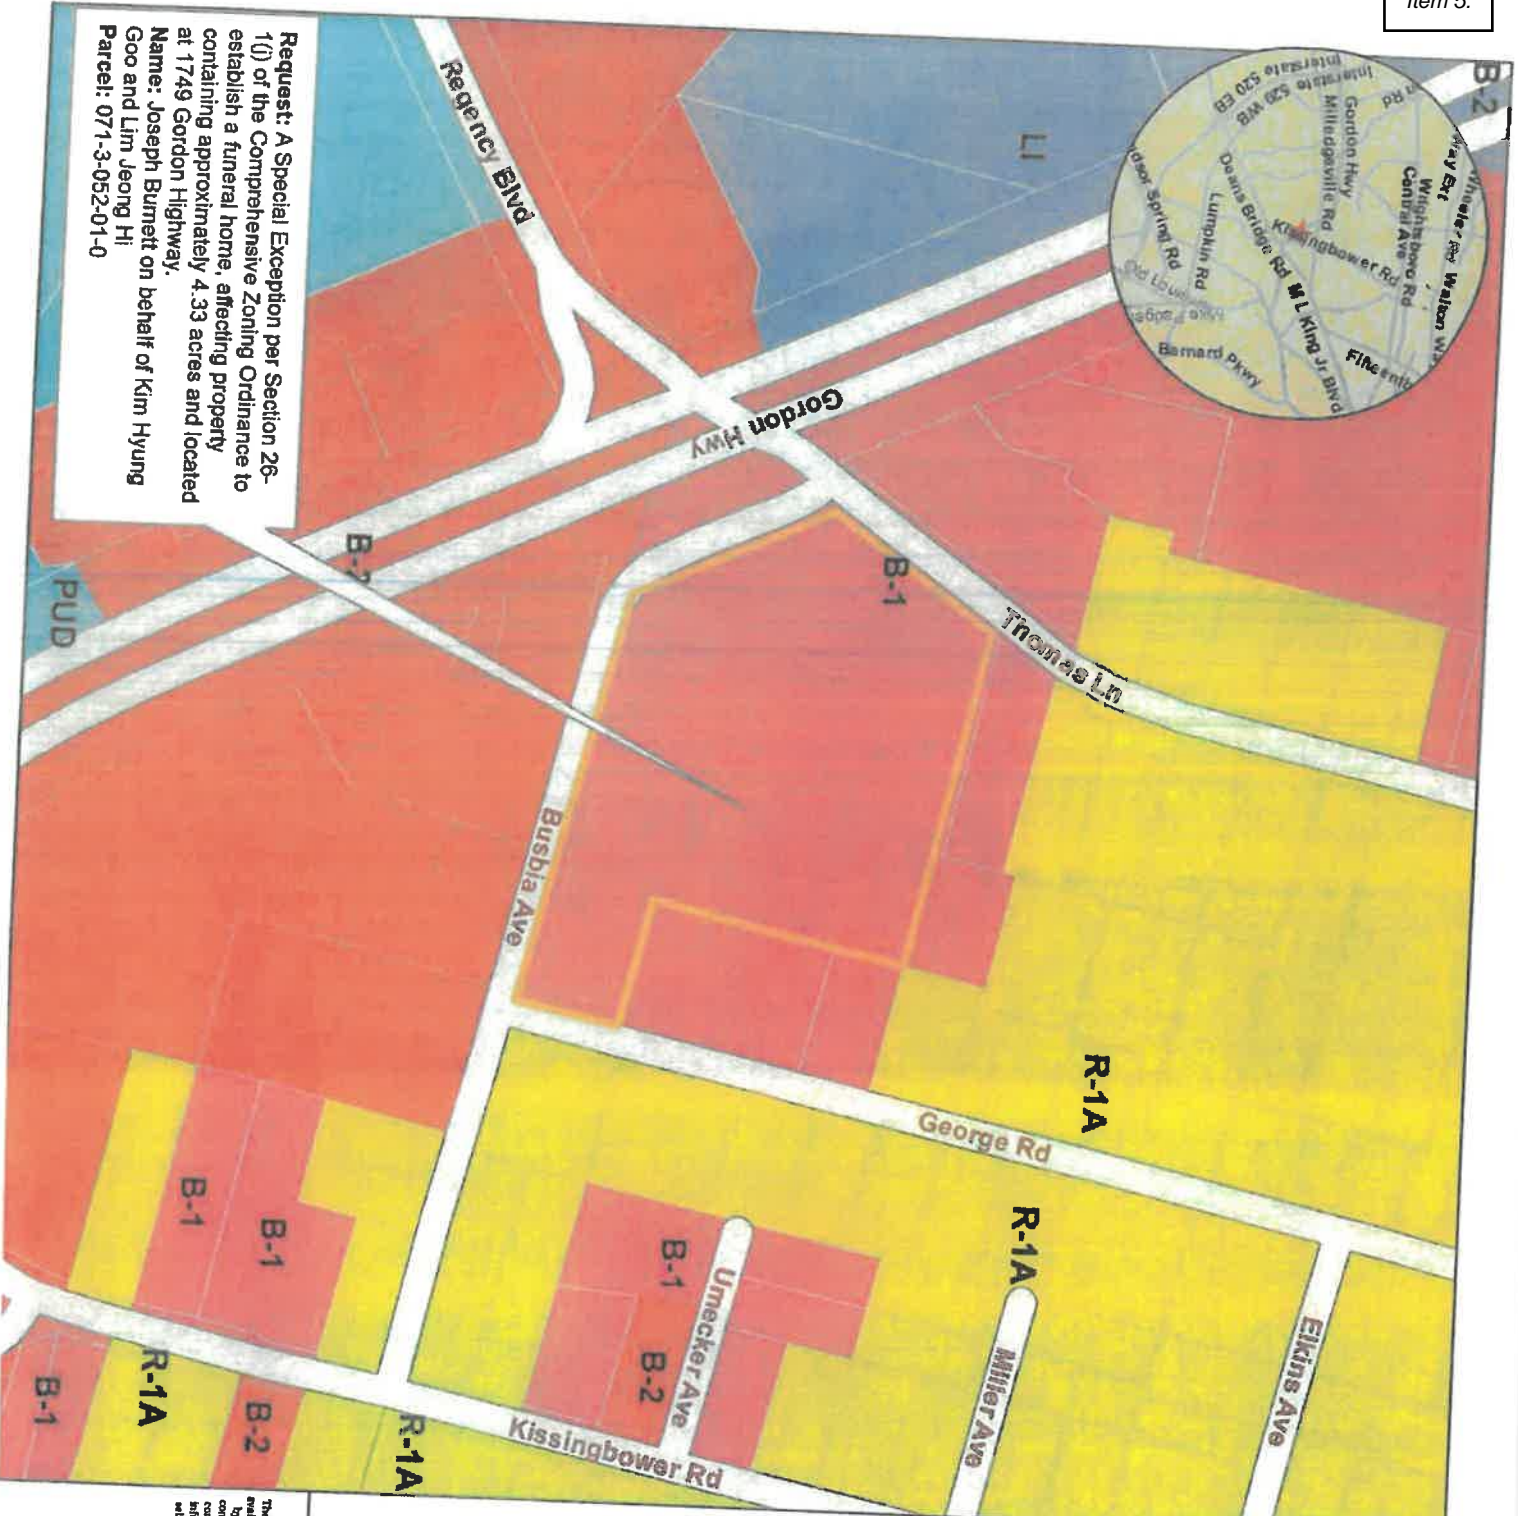 Item 5.
Request: A Special Exception per Section 26-
1(j) of the Comprehensive Zoning Ordinance to
establish a funeral home, affecting property
containing approximately 4.33 acres and located
at 1749 Gordon Highway.
Name: Joseph Burnett on behalf of Kim Hyung
Goo and Lim Jeong Hi
Parcel: 071-3-052-01-0
B-2
LI
Regency Blvd
Gordon Hwy
B-2
PUD
B-1
Thomas Ln
Busbia Ave
R-1A
George Rd
R-1A
Elkins Ave
Miller Ave
B-1
Umecker Ave
B-2
B-1
B-1
Kissingbower Rd
R-1A
B-2
R-1A
B-1
Interstate 520 EB
Interstate 520 WB
Gordon Hwy
Milledgeville Rd
Deans Bridge Rd
Kissingbower Rd
Wrightsboro Rd
Central Ave
Lumpkin Rd
Spring Rd
M L King Jr Blvd
Barnard Pkwy
Walton